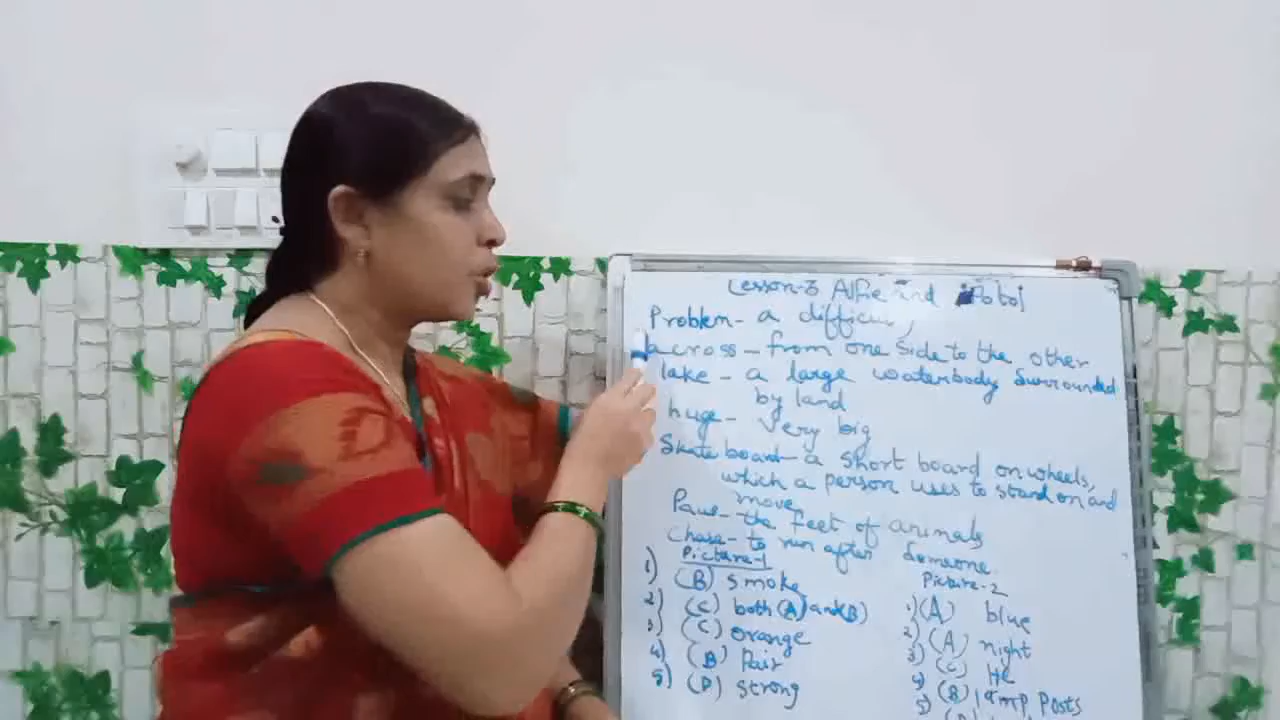 Lesson-3 Alfie and
Problem - a difficul
across - from one side to the other
lake - a large waterbody surrounded
by land
huge - Very big
Skate board - a short board on wheels,
which a person uses to stand on and
move
Paws - the feet of animals
Chase - to run after Someone.
Picture-1
1) (B) smoke
2) (C) both (A) and (B)
3) (C) orange
4) (B) Pair
5) (D) strong
Picture-2
1) (A) blue
2) (A) night
3) (C) He
4) (B) lamp Posts
5)